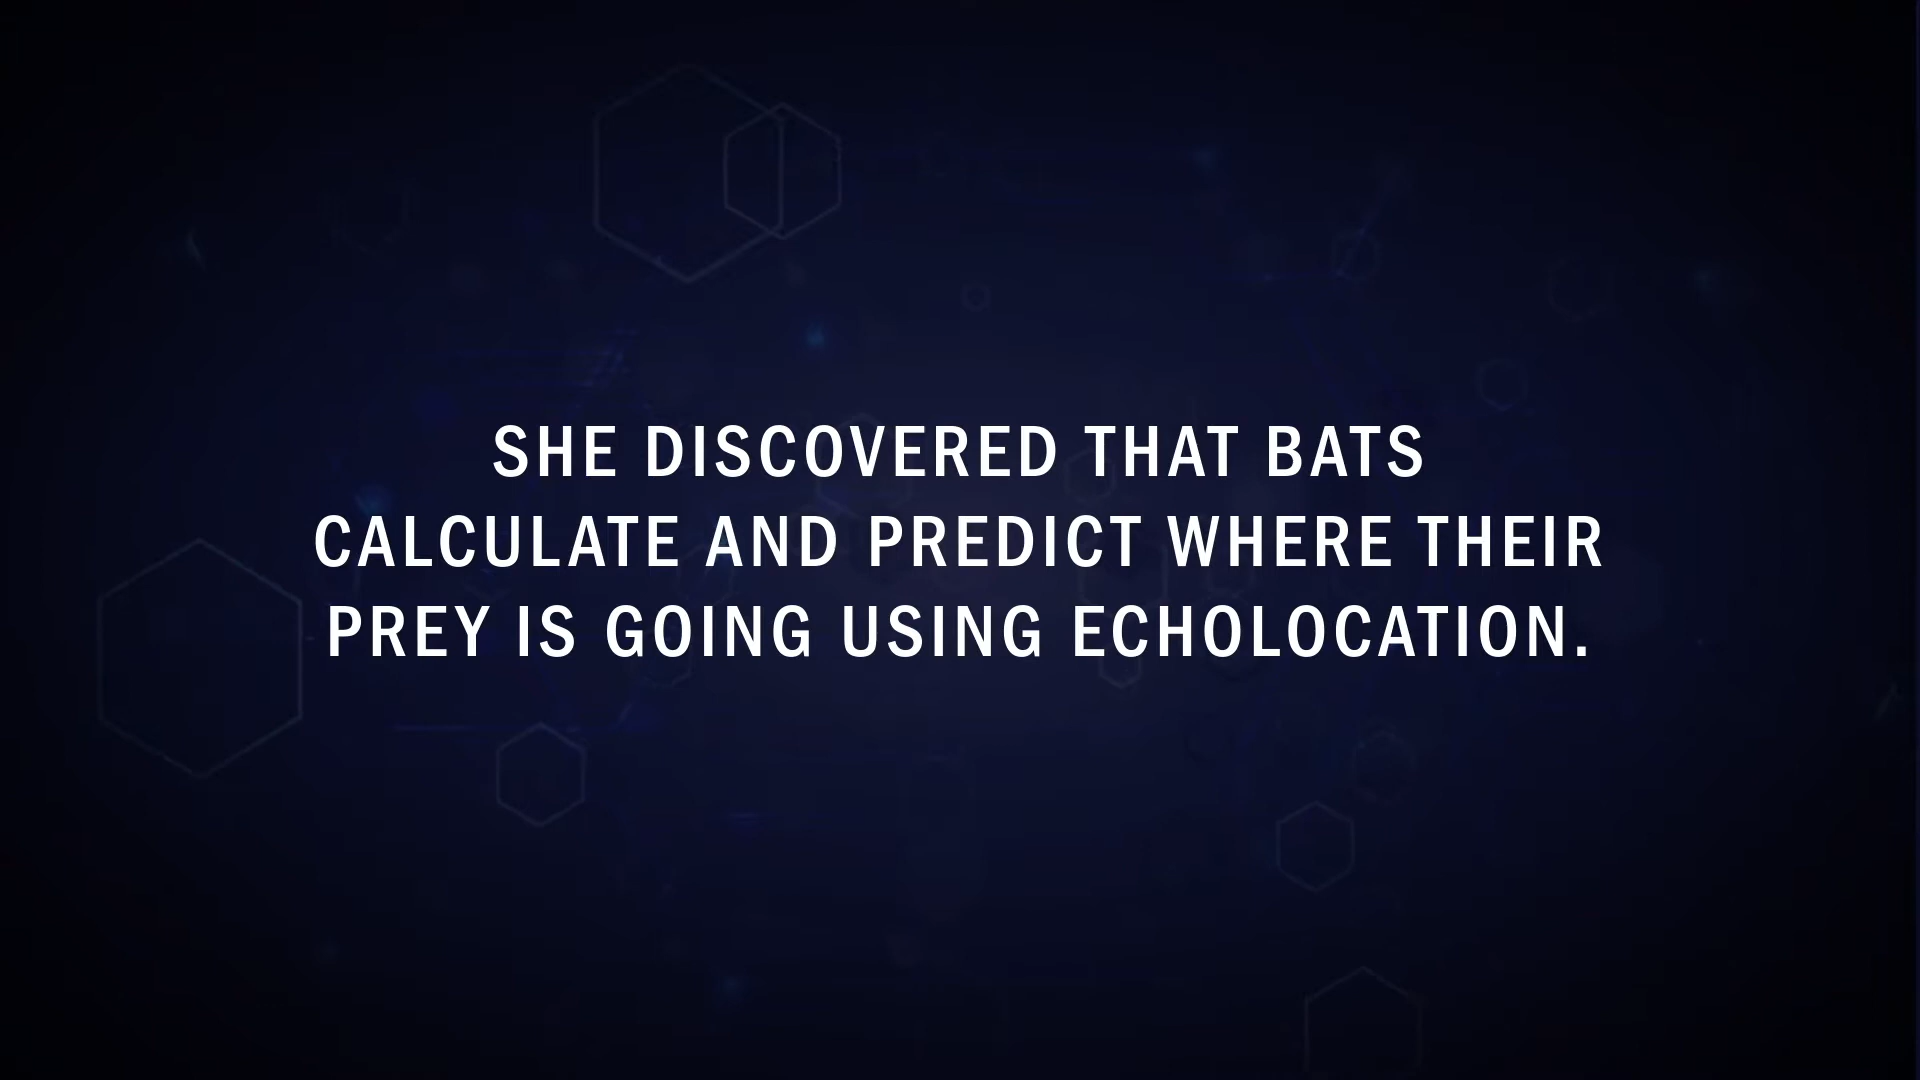 SHE DISCOVERED THAT BATS
CALCULATE AND PREDICT WHERE THEIR
PREY IS GOING USING ECHOLOCATION.